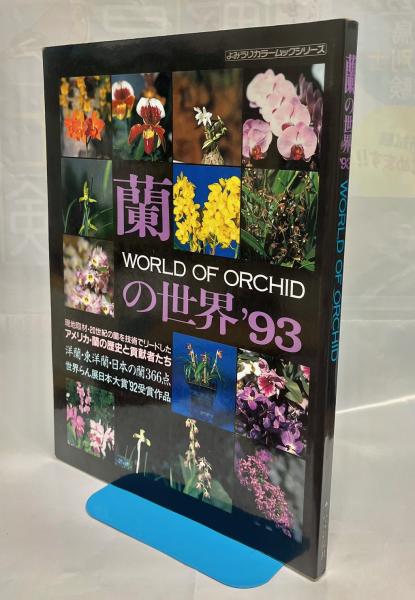 よみうりカラームックシリーズ
蘭
WORLD OF ORCHID
の世界'93
現地取材・20世紀の蘭を技術でリードした
アメリカ・蘭の歴史と貢献者たち
洋蘭・東洋蘭・日本の蘭366点
世界らん展日本大賞'92受賞作品
蘭の世界'93 WORLD OF ORCHID